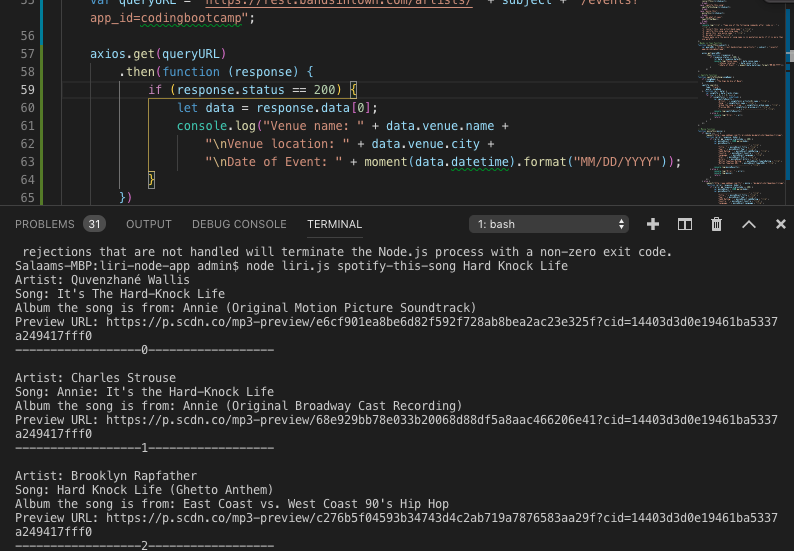 55 var queryURL = "https://rest.bandsintown.com/artists/" + subject + "/events?
app_id=codingbootcamp";
56
57 axios.get(queryURL)
58 .then(function (response) {
59 if (response.status == 200) {
60 let data = response.data[0];
61 console.log("Venue name: " + data.venue.name +
62 "\nVenue location: " + data.venue.city +
63 "\nDate of Event: " + moment(data.datetime).format("MM/DD/YYYY"));
64 }
65 })
PROBLEMS 31 OUTPUT DEBUG CONSOLE TERMINAL 1: bash
rejections that are not handled will terminate the Node.js process with a non-zero exit code.
Salaams-MBP:liri-node-app admin$ node liri.js spotify-this-song Hard Knock Life
Artist: Quvenzhané Wallis
Song: It's The Hard-Knock Life
Album the song is from: Annie (Original Motion Picture Soundtrack)
Preview URL: https://p.scdn.co/mp3-preview/e6cf901ea8be6d82f592f728ab8bea2ac23e325f?cid=14403d3d0e19461ba5337
a249417fff0
------------------0------------------
Artist: Charles Strouse
Song: Annie: It's the Hard-Knock Life
Album the song is from: Annie (Original Broadway Cast Recording)
Preview URL: https://p.scdn.co/mp3-preview/68e929bb78e033b20068d88df5a8aac466206e41?cid=14403d3d0e19461ba5337
a249417fff0
------------------1------------------
Artist: Brooklyn Rapfather
Song: Hard Knock Life (Ghetto Anthem)
Album the song is from: East Coast vs. West Coast 90's Hip Hop
Preview URL: https://p.scdn.co/mp3-preview/c276b5f04593b34743d4c2ab719a7876583aa29f?cid=14403d3d0e19461ba5337
a249417fff0
------------------2------------------